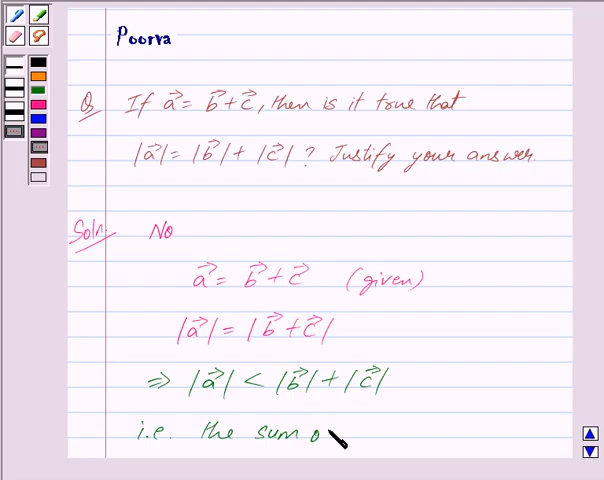 Poorva
Q If a⃗ = b⃗ + c⃗, then is it true that
|a⃗| = |b⃗| + |c⃗| ? Justify your answer.
Soln. No
a⃗ = b⃗ + c⃗ (given)
|a⃗| = |b⃗ + c⃗|
⇒ |a⃗| < |b⃗| + |c⃗|
i.e. the sum o